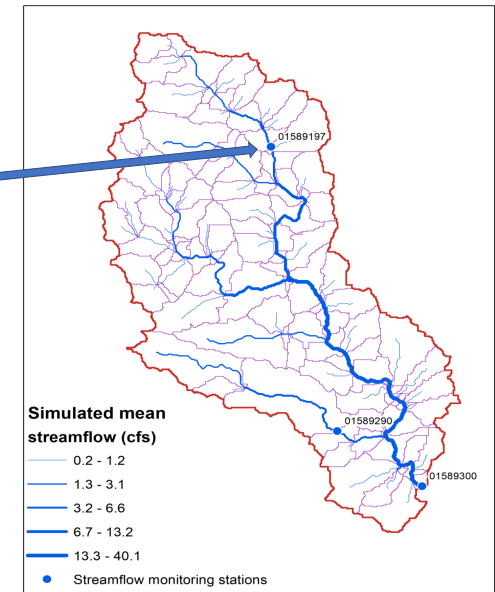 01589197
01589290
01589300
Simulated mean
streamflow (cfs)
0.2 - 1.2
1.3 - 3.1
3.2 - 6.6
6.7 - 13.2
13.3 - 40.1
Streamflow monitoring stations